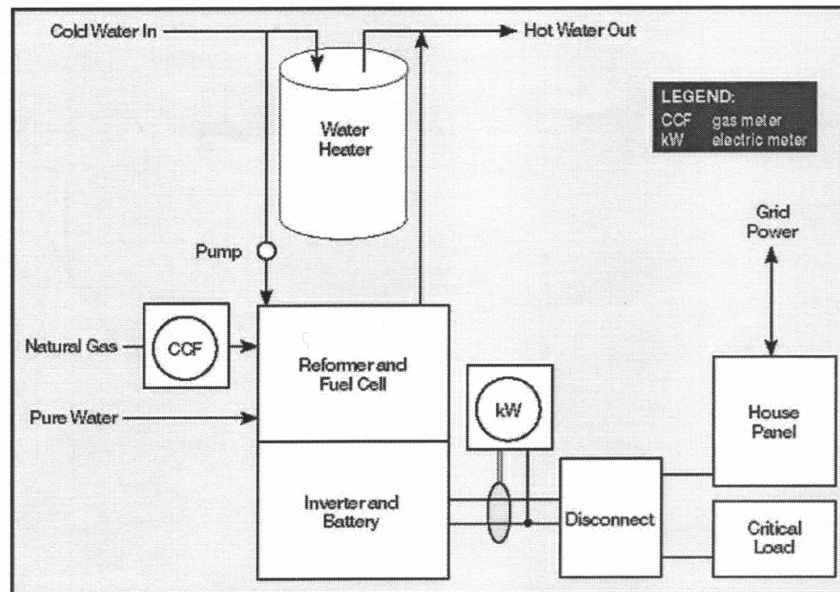 Cold Water In
Hot Water Out
LEGEND:
CCF gas meter
kW electric meter
Water
Heater
Grid
Power
Pump
Natural Gas
CCF
Reformer and
Fuel Cell
kW
House
Panel
Pure Water
Inverter and
Battery
Disconnect
Critical
Load